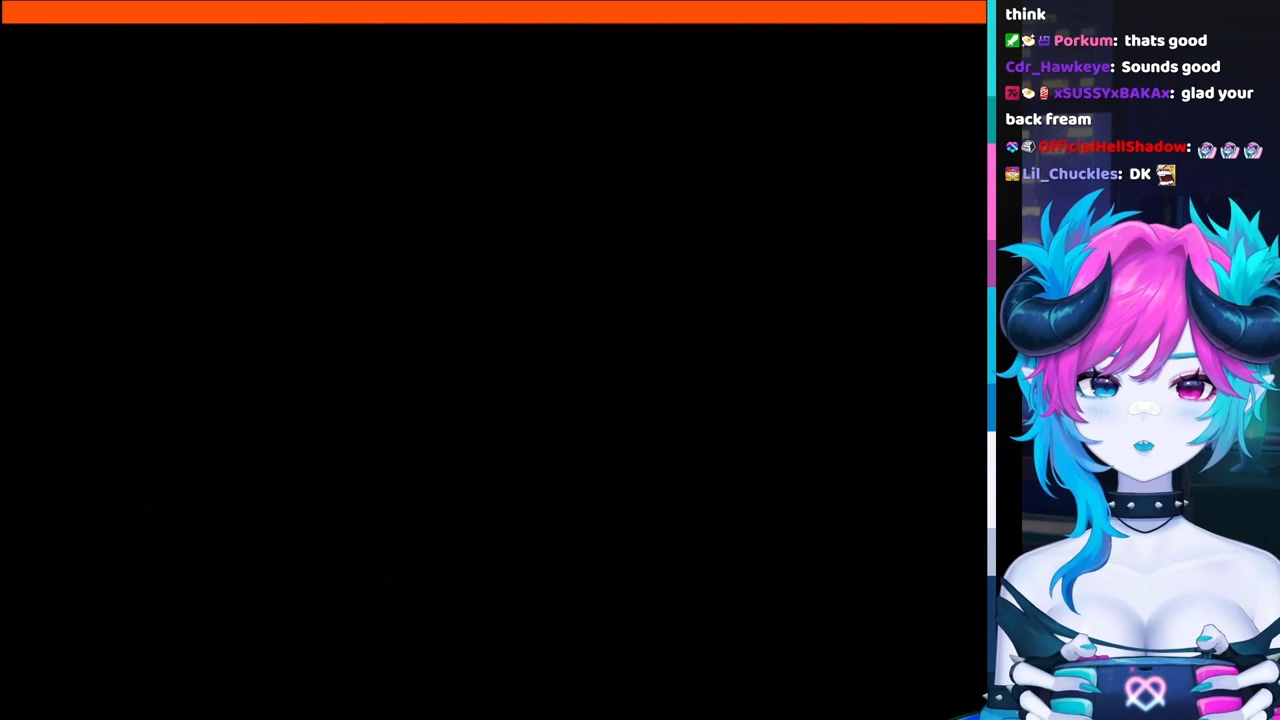 think
Porkum: thats good
Cdr_Hawkeye: Sounds good
xSUSSYxBAKAx: glad your
back fream
OfficialHellShadow:
Lil_Chuckles: DK